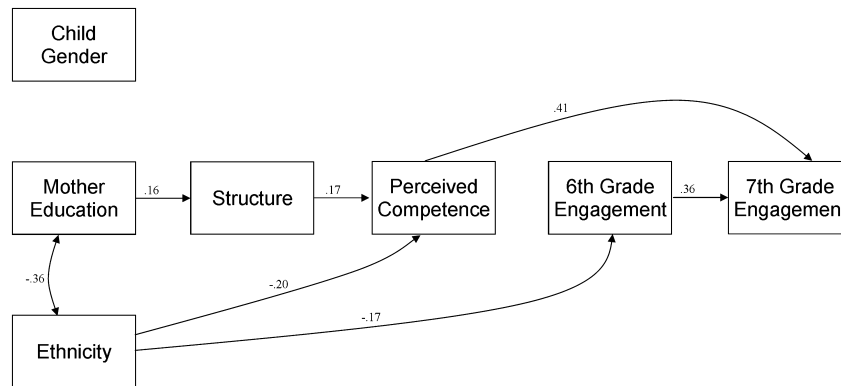 Child
Gender
.41
Mother
Education
.16
Structure
.17
Perceived
Competence
6th Grade
Engagement
.36
7th Grade
Engagemen
-.36
-.20
-.17
Ethnicity